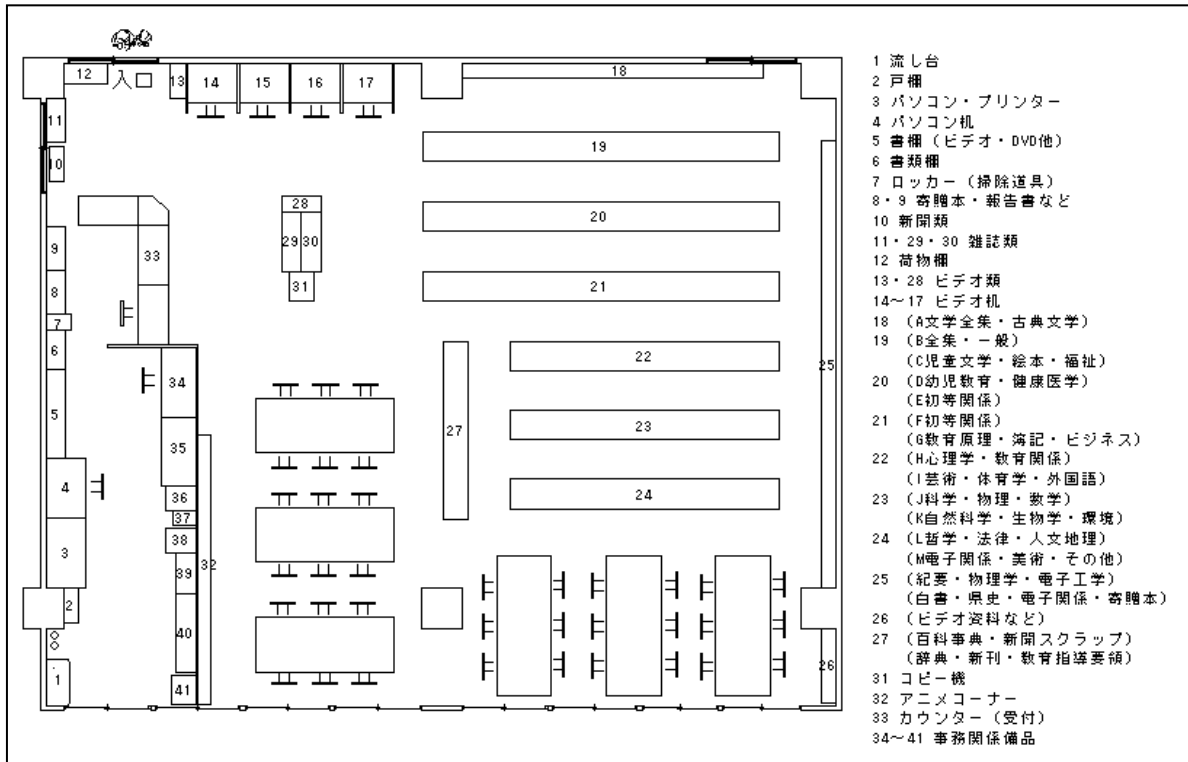 12
入口
13
14
15
16
17
18
11
10
19
28
20
9
33
29
30
8
31
21
7
6
34
22
25
5
35
27
23
4
36
24
37
38
32
3
39
2
40
1
41
26
1 流し台
2 戸棚
3 パソコン・プリンター
4 パソコン机
5 書棚（ビデオ・DVD他）
6 書類棚
7 ロッカー（掃除道具）
8・9 寄贈本・報告書など
10 新聞類
11・29・30 雑誌類
12 荷物棚
13・28 ビデオ類
14～17 ビデオ机
18 （A文学全集・古典文学）
19 （B全集・一般）
（C児童文学・絵本・福祉）
20 （D幼児教育・健康医学）
（E初等関係）
21 （F初等関係）
（G教育原理・簿記・ビジネス）
22 （H心理学・教育関係）
（I芸術・体育学・外国語）
23 （J科学・物理・数学）
（K自然科学・生物学・環境）
24 （L哲学・法律・人文地理）
（M電子関係・美術・その他）
25 （紀要・物理学・電子工学）
（白書・県史・電子関係・寄贈本）
26 （ビデオ資料など）
27 （百科事典・新聞スクラップ）
（辞典・新刊・教育指導要領）
31 コピー機
32 アニメコーナー
33 カウンター（受付）
34～41 事務関係備品